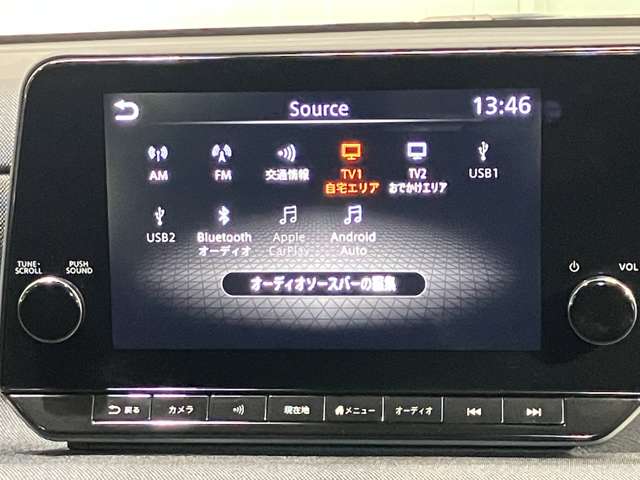 Source
13:46
AM
FM
交通情報
TV1
自宅エリア
TV2
おでかけエリア
USB1
USB2
Bluetooth
オーディオ
Apple
CarPlay
Android
Auto
オーディオソースバーの編集
TUNE·
SCROLL
PUSH
SOUND
VOL
戻る
カメラ
現在地
メニュー
オーディオ